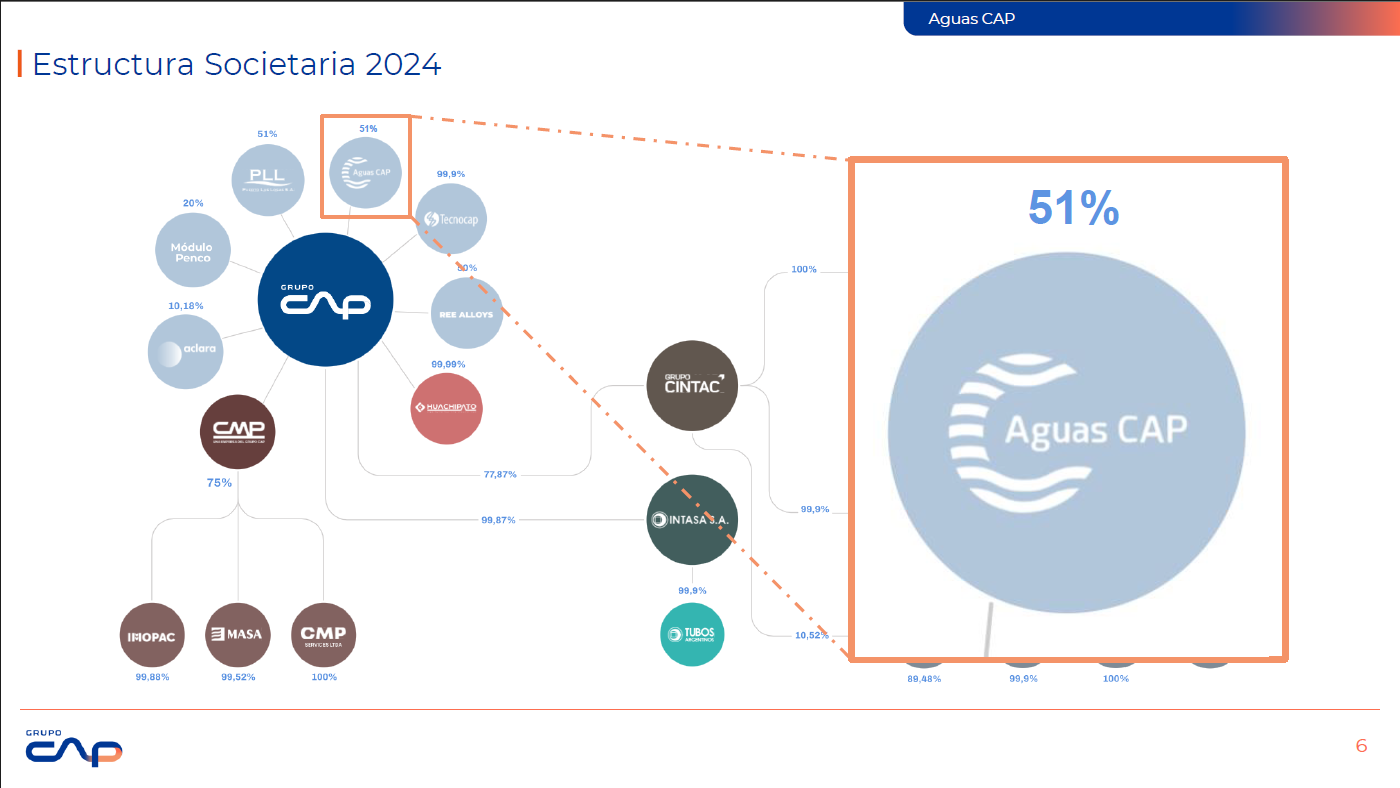 Aguas CAP
Estructura Societaria 2024
51%
51%
PLL
Aguas CAP
99,9%
Tecnocap
20%
Módulo
Penco
GRUPO
CAP
REE ALLOYS
10,18%
aclara
99,99%
HUACHIPATO
CMP
75%
77,87%
99,87%
GRUPO
CINTAC
100%
99,9%
10,52%
INTASA S.A.
99,9%
TUBOS
ARGENTINOS
IMOPAC
MASA
CMP
SERVICES LTDA
99,88%
99,52%
100%
51%
Aguas CAP
89,48%
99,9%
100%
GRUPO
CAP
6